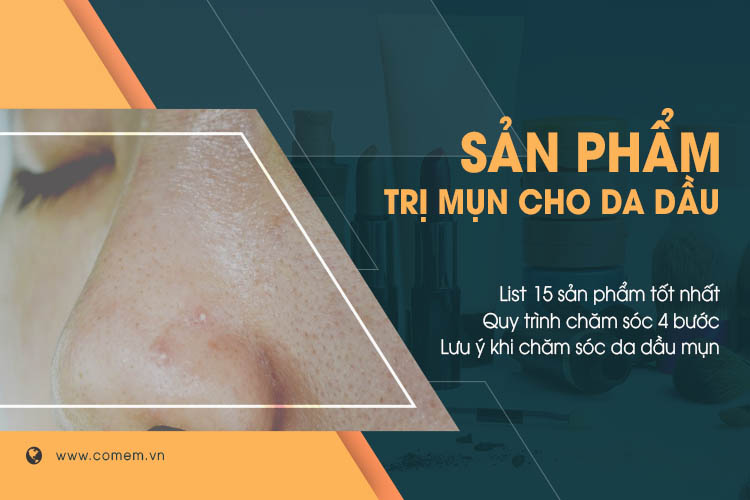 SẢN PHẨM
TRỊ MỤN CHO DA DẦU
List 15 sản phẩm tốt nhất
Quy trình chăm sóc 4 bước
Lưu ý khi chăm sóc da dầu mụn
www.comem.vn